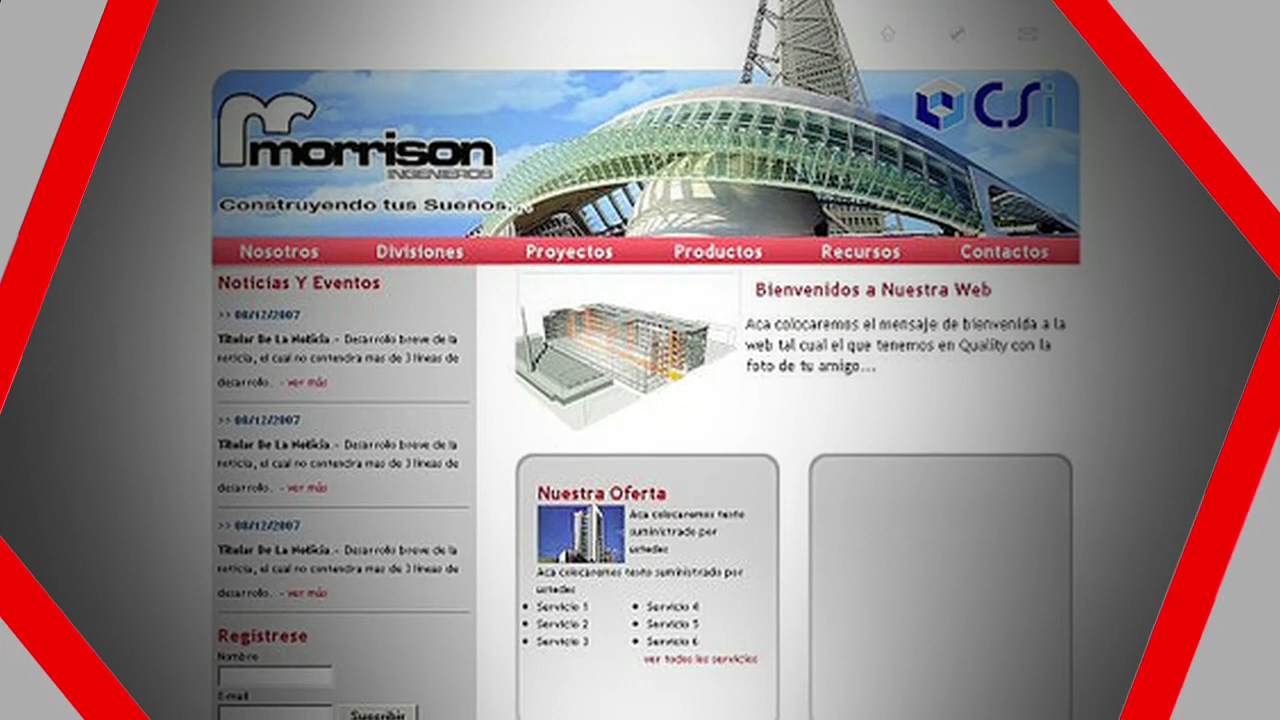 morrison
INGENIEROS
Construyendo tus Sueños...
CSi
Nosotros Divisiones Proyectos Productos Recursos Contactos
Noticias Y Eventos
>> 08/12/2007
Titular De La Noticia.- Desarrollo breve de la
noticia, el cual no contendra mas de 3 lineas de
desarrollo. - ver más
>> 08/12/2007
Titular De La Noticia.- Desarrollo breve de la
noticia, el cual no contendra mas de 3 lineas de
desarrollo. - ver más
>> 08/12/2007
Titular De La Noticia.- Desarrollo breve de la
noticia, el cual no contendra mas de 3 lineas de
desarrollo. - ver más
Registrese
Nombre
E-mail
Suscribir
Bienvenidos a Nuestra Web
Aca colocaremos el mensaje de bienvenida a la
web tal cual el que tenemos en Quality con la
foto de tu amigo...
Nuestra Oferta
Aca colocaremos texto
suministrado por
ustedes
Aca colocaremos texto suministrado por
ustedes
• Servicio 1 • Servicio 4
• Servicio 2 • Servicio 5
• Servicio 3 • Servicio 6
ver todos los servicios